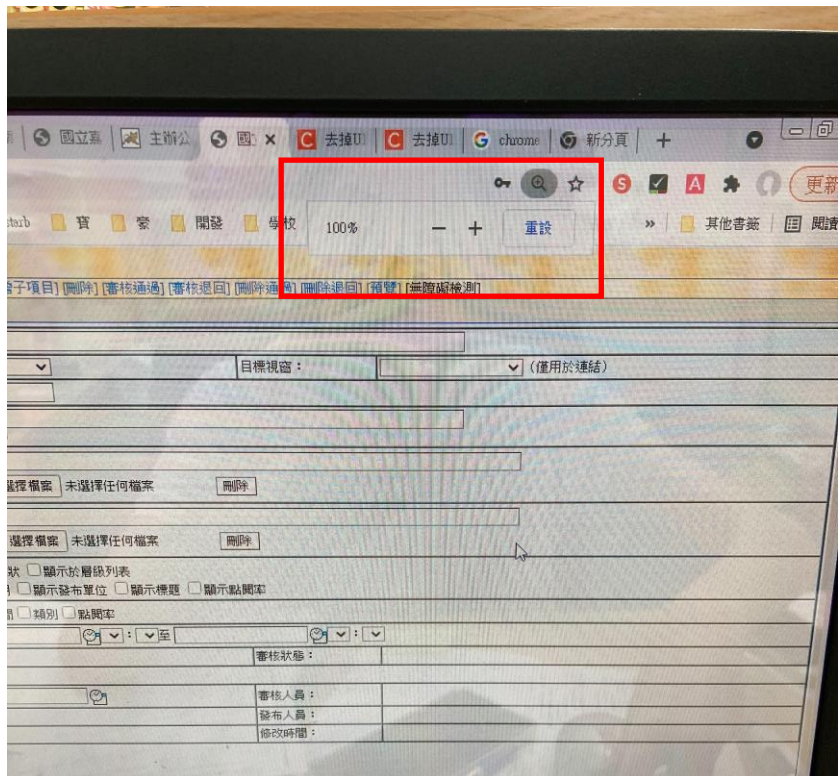 國立嘉 主辦公 國立 去掉U 去掉U chrome 新分頁
更新
starb 寶 豪 開發 學校 100% 重設 » 其他書籤 閱讀
子項目] [刪除] [審核通過] [審核退回] [刪除通過] [刪除退回] [預覽] [無障礙檢測]
目標視窗： (僅用於連結)
選擇檔案 未選擇任何檔案 刪除
選擇檔案 未選擇任何檔案 刪除
狀 顯示於層級列表
顯示發布單位 顯示標題 顯示點閱率
類別 點閱率
： 至 ：
審核狀態：
審核人員：
發布人員：
修改時間：